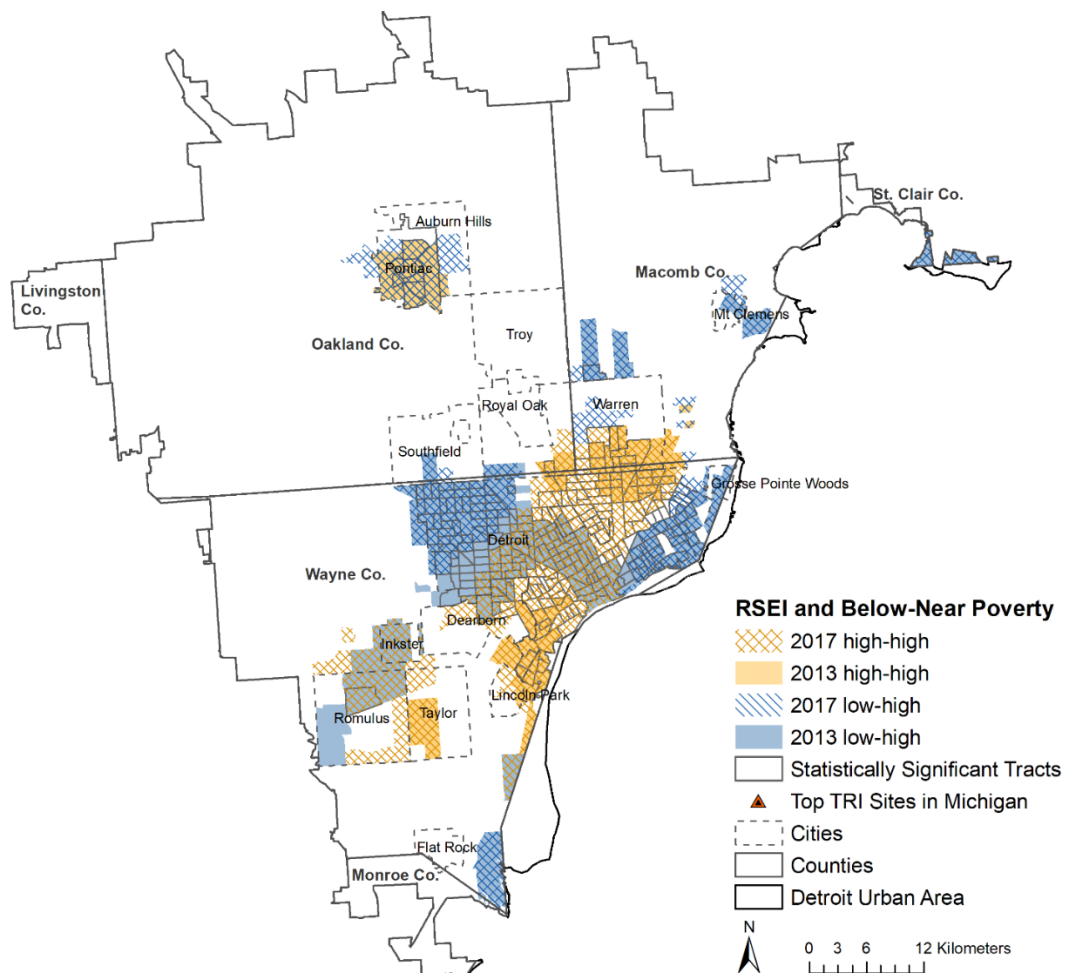 St. Clair Co.
Auburn Hills
Pontiac
Macomb Co.
Livingston
Co.
Mt Clemens
Troy
Oakland Co.
Royal Oak
Warren
Southfield
Grosse Pointe Woods
Detroit
Wayne Co.
Dearborn
Inkster
Lincoln Park
Romulus
Taylor
Flat Rock
Monroe Co.
RSEI and Below-Near Poverty
2017 high-high
2013 high-high
2017 low-high
2013 low-high
Statistically Significant Tracts
Top TRI Sites in Michigan
Cities
Counties
Detroit Urban Area
N
0 3 6 12 Kilometers